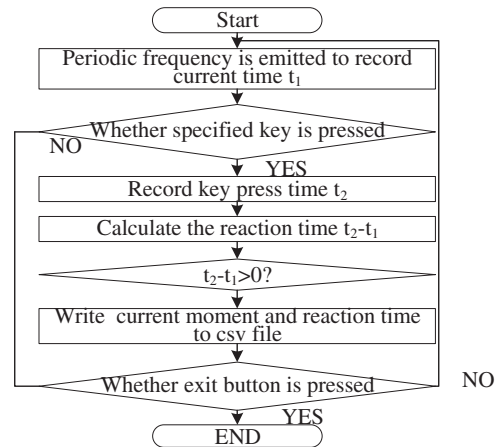 Start
Periodic frequency is emitted to record
current time t₁
Whether specified key is pressed
NO
YES
Record key press time t₂
Calculate the reaction time t₂-t₁
t₂-t₁>0?
Write current moment and reaction time
to csv file
Whether exit button is pressed
NO
YES
END